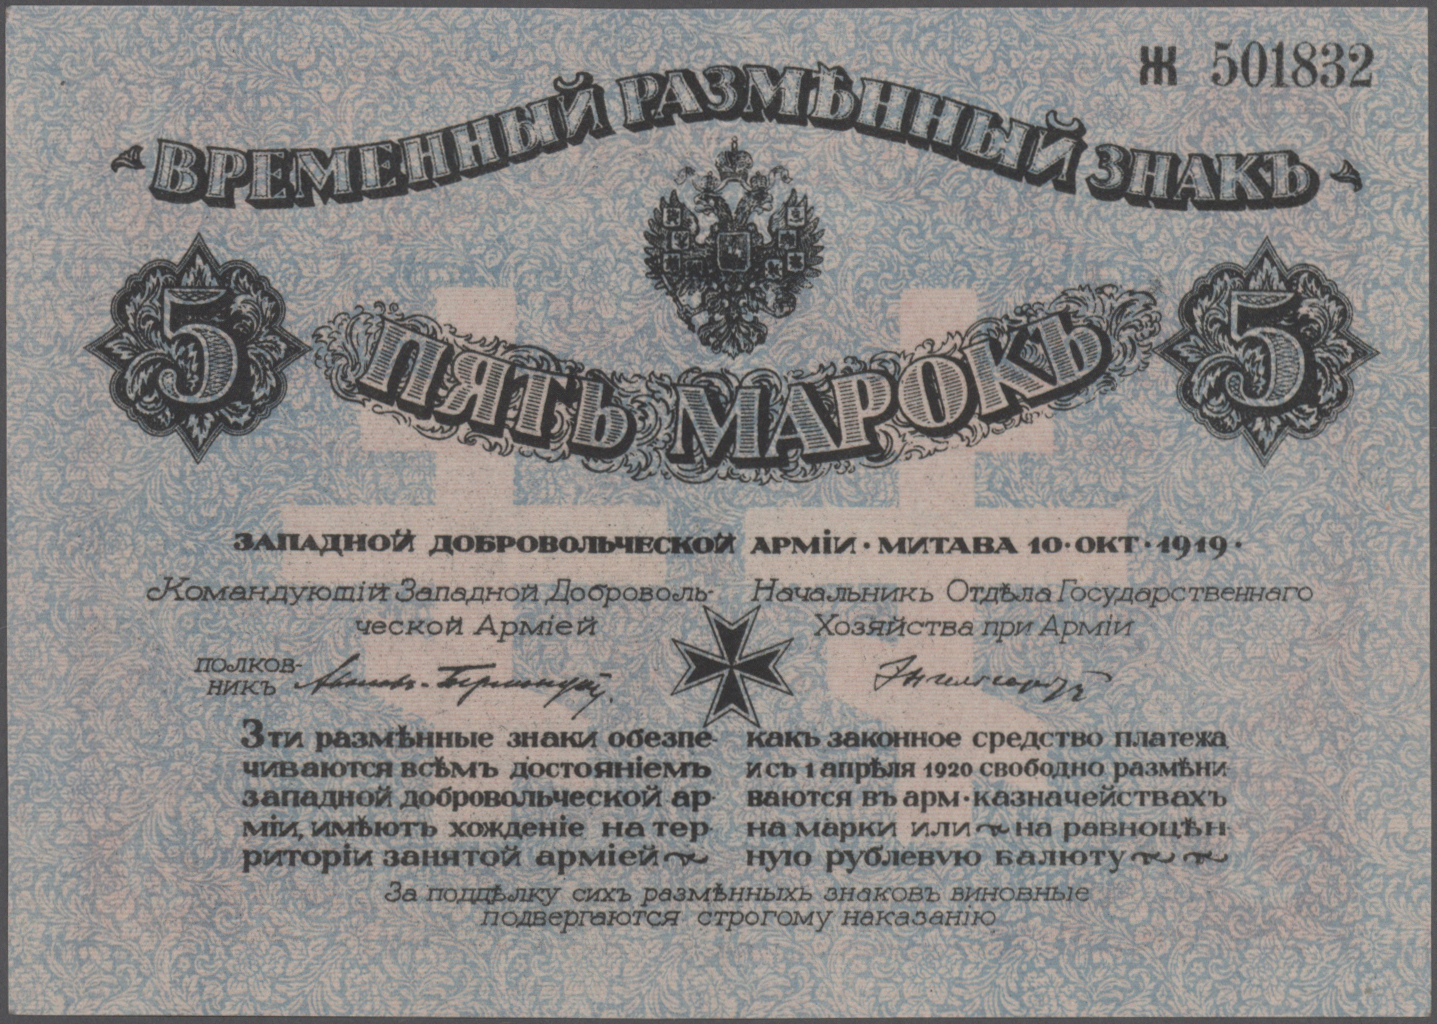 Ж 501832
ВРЕМЕННЫЙ РАЗМѢННЫЙ ЗНАКЪ
5 5
ПЯТЬ МАРОКЪ
ЗАПАДНОЙ ДОБРОВОЛЬЧЕСКОЙ АРМІИ · МИТАВА 10 · ОКТ · 1919 ·
Командующій Западной Доброволь-
ческой Арміей
Начальникъ Отдѣла Государственнаго
Хозяйства при Арміи
ПОЛКОВ-
НИКЪ
Эти размѣнные знаки обезпе-
чиваются всѣмъ достояніемъ
западной добровольческой ар-
міи, имѣютъ хожденіе на тер-
риторіи занятой арміей
какъ законное средство платежа
и съ 1 апрѣля 1920 свободно размѣни
ваются въ арм · казначействахъ
на марки или на равноцѣн-
ную рублевую валюту
За поддѣлку сихъ размѣнныхъ знаковъ виновные
подвергаются строгому наказанію